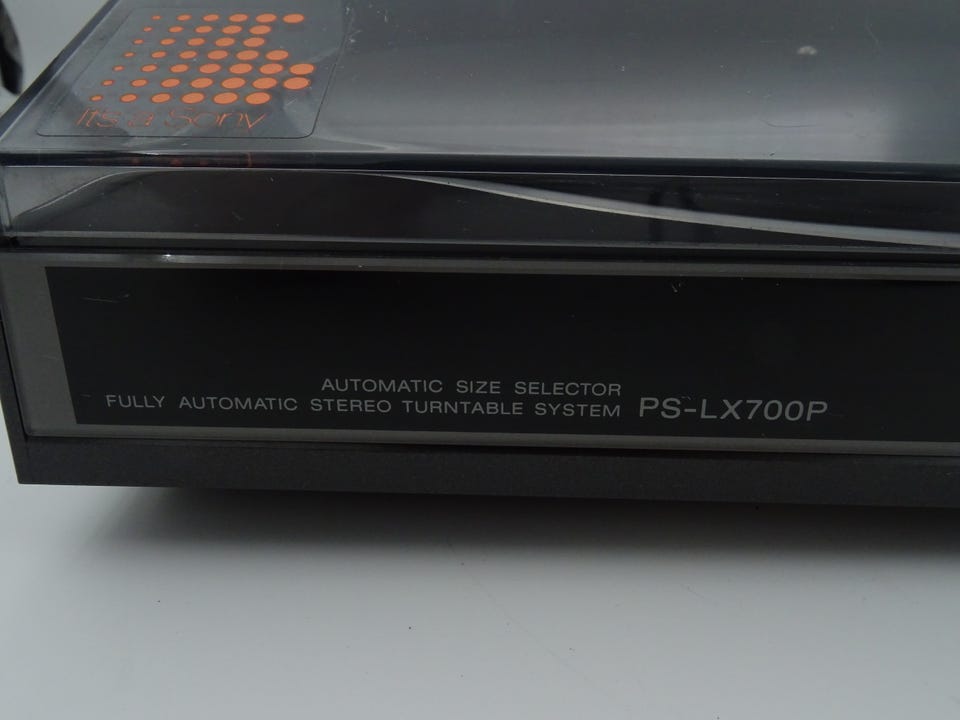 It's a Sony
AUTOMATIC SIZE SELECTOR
FULLY AUTOMATIC STEREO TURNTABLE SYSTEM PS-LX700P